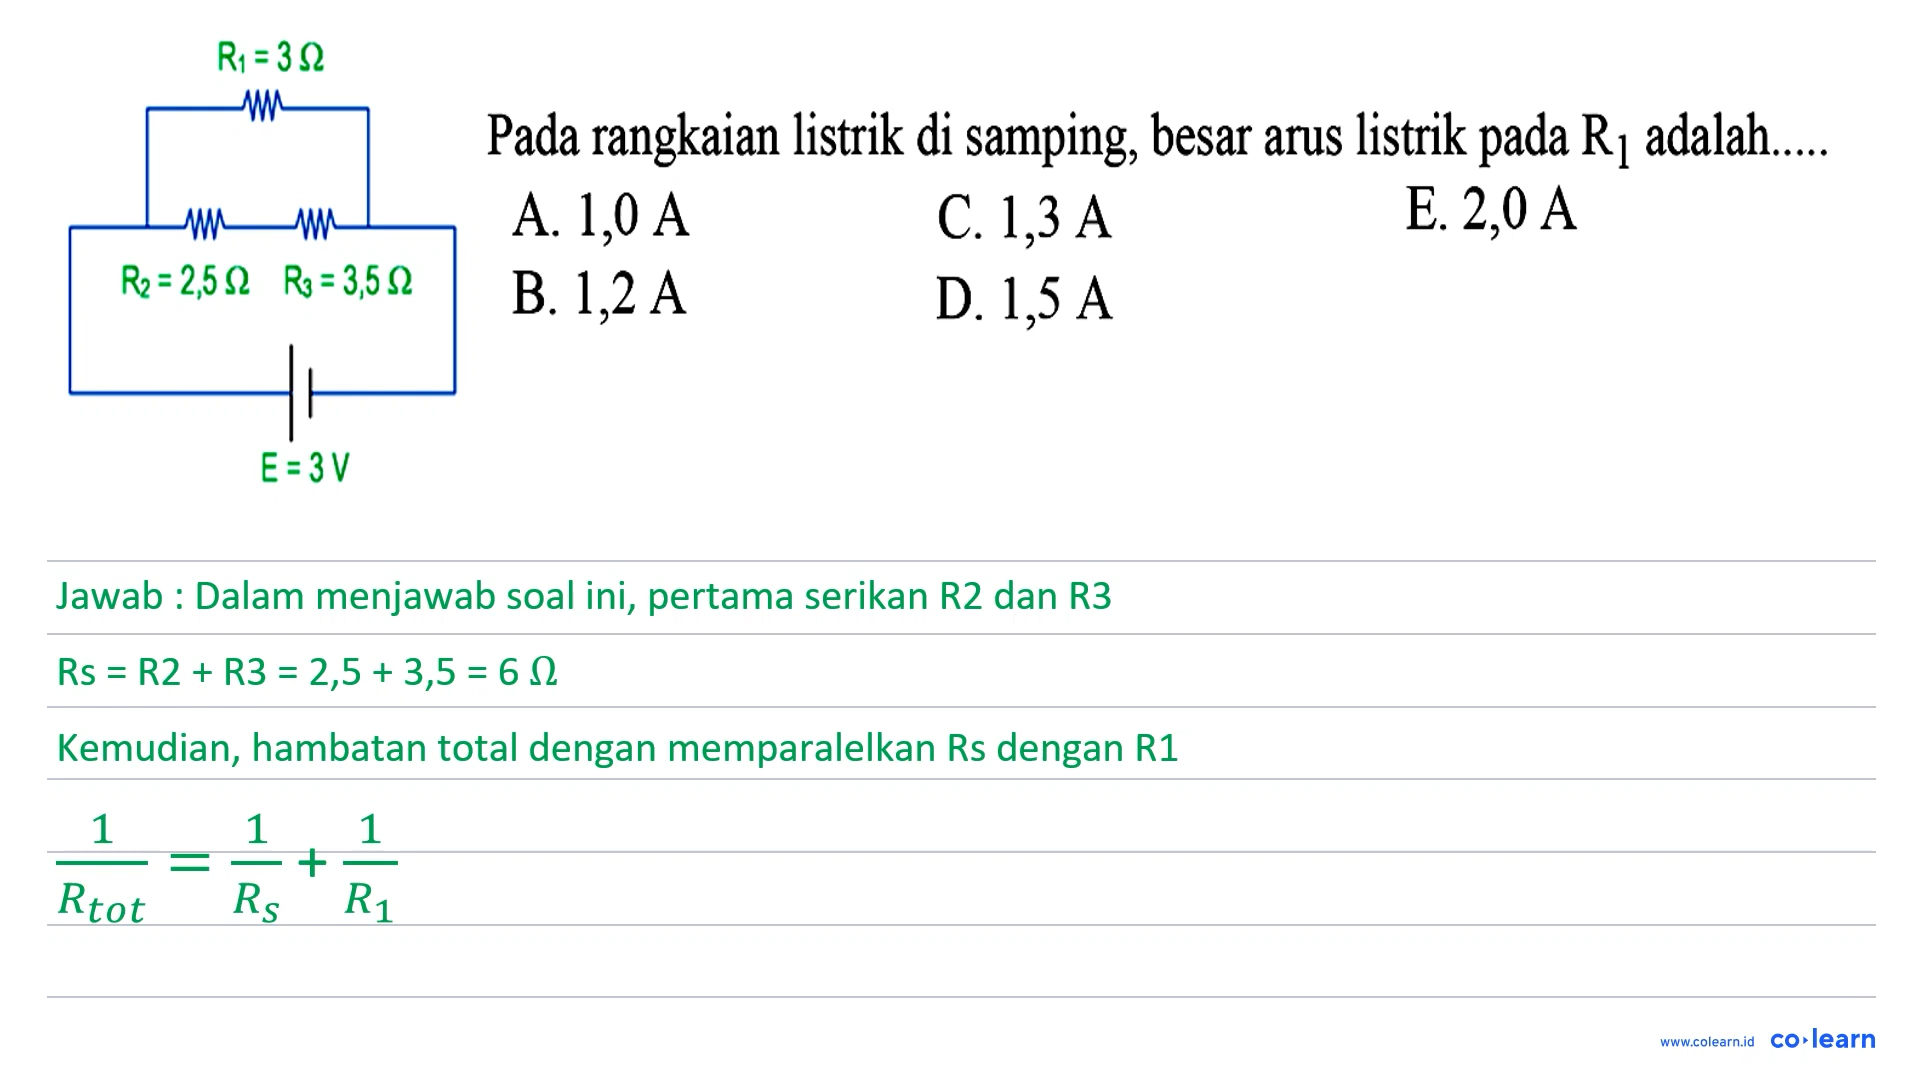 R₁ = 3 Ω
Pada rangkaian listrik di samping, besar arus listrik pada R₁ adalah.....
A. 1,0 A
C. 1,3 A
E. 2,0 A
B. 1,2 A
D. 1,5 A
R₂ = 2,5 Ω R₃ = 3,5 Ω
E = 3 V
Jawab : Dalam menjawab soal ini, pertama serikan R2 dan R3
Rs = R2 + R3 = 2,5 + 3,5 = 6 Ω
Kemudian, hambatan total dengan memparalelkan Rs dengan R1
1/R_tot = 1/R_s + 1/R_1
www.colearn.id co learn